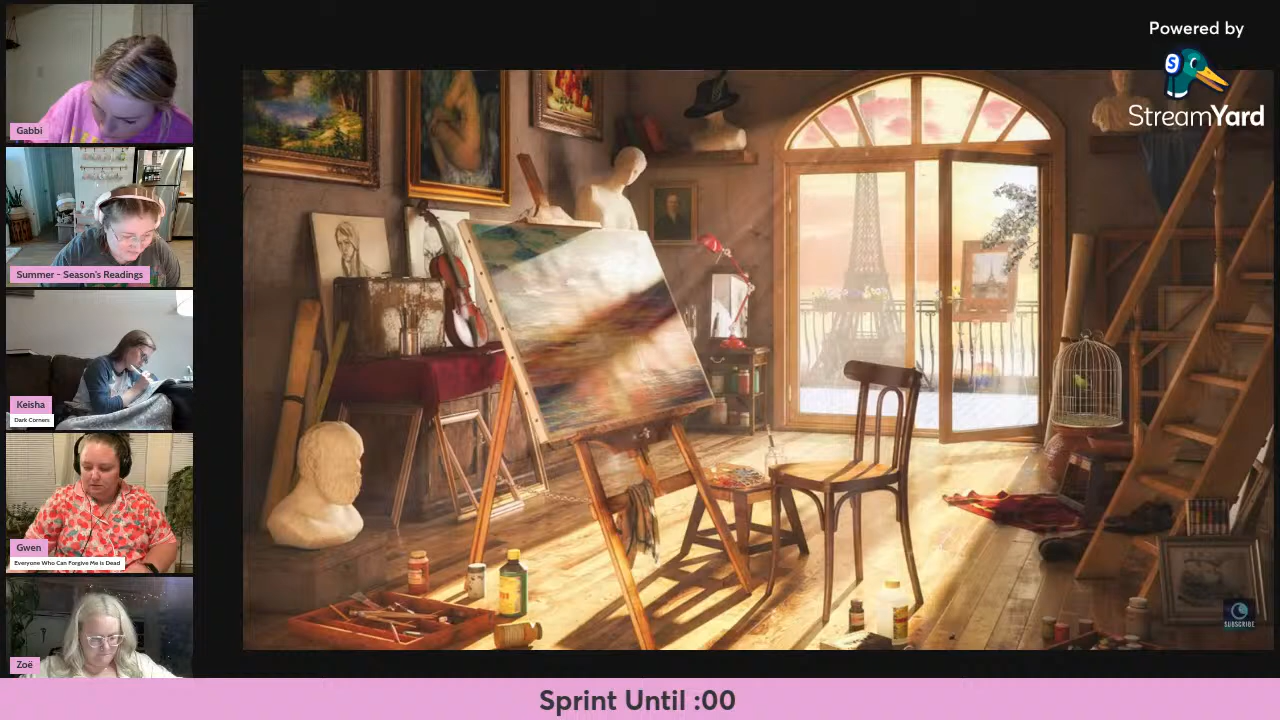 Powered by
StreamYard
Gabbi
Summer - Season's Readings
Keisha
Dark Corners
Gwen
Everyone Who Can Forgive Me is Dead
Zoë
SUBSCRIBE
Sprint Until :00